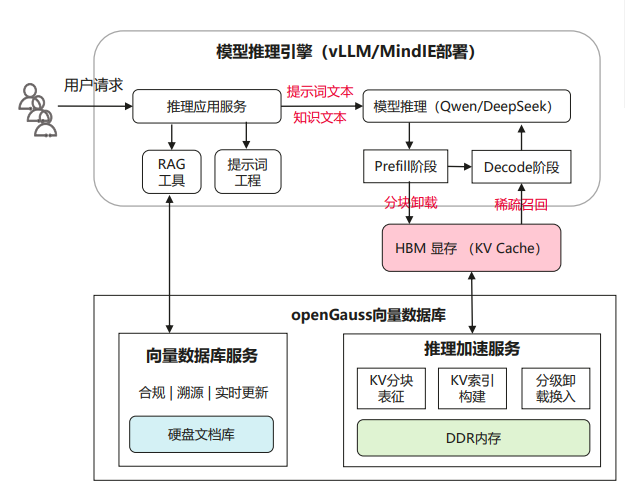 模型推理引擎（vLLM/MindIE部署）
用户请求
推理应用服务
提示词文本
知识文本
模型推理（Qwen/DeepSeek）
RAG
工具
提示词
工程
Prefill阶段
Decode阶段
分块卸载
稀疏召回
HBM 显存 （KV Cache）
openGauss向量数据库
向量数据库服务
合规 | 溯源 | 实时更新
硬盘文档库
推理加速服务
KV分块
表征
KV索引
构建
分级卸
载换入
DDR内存